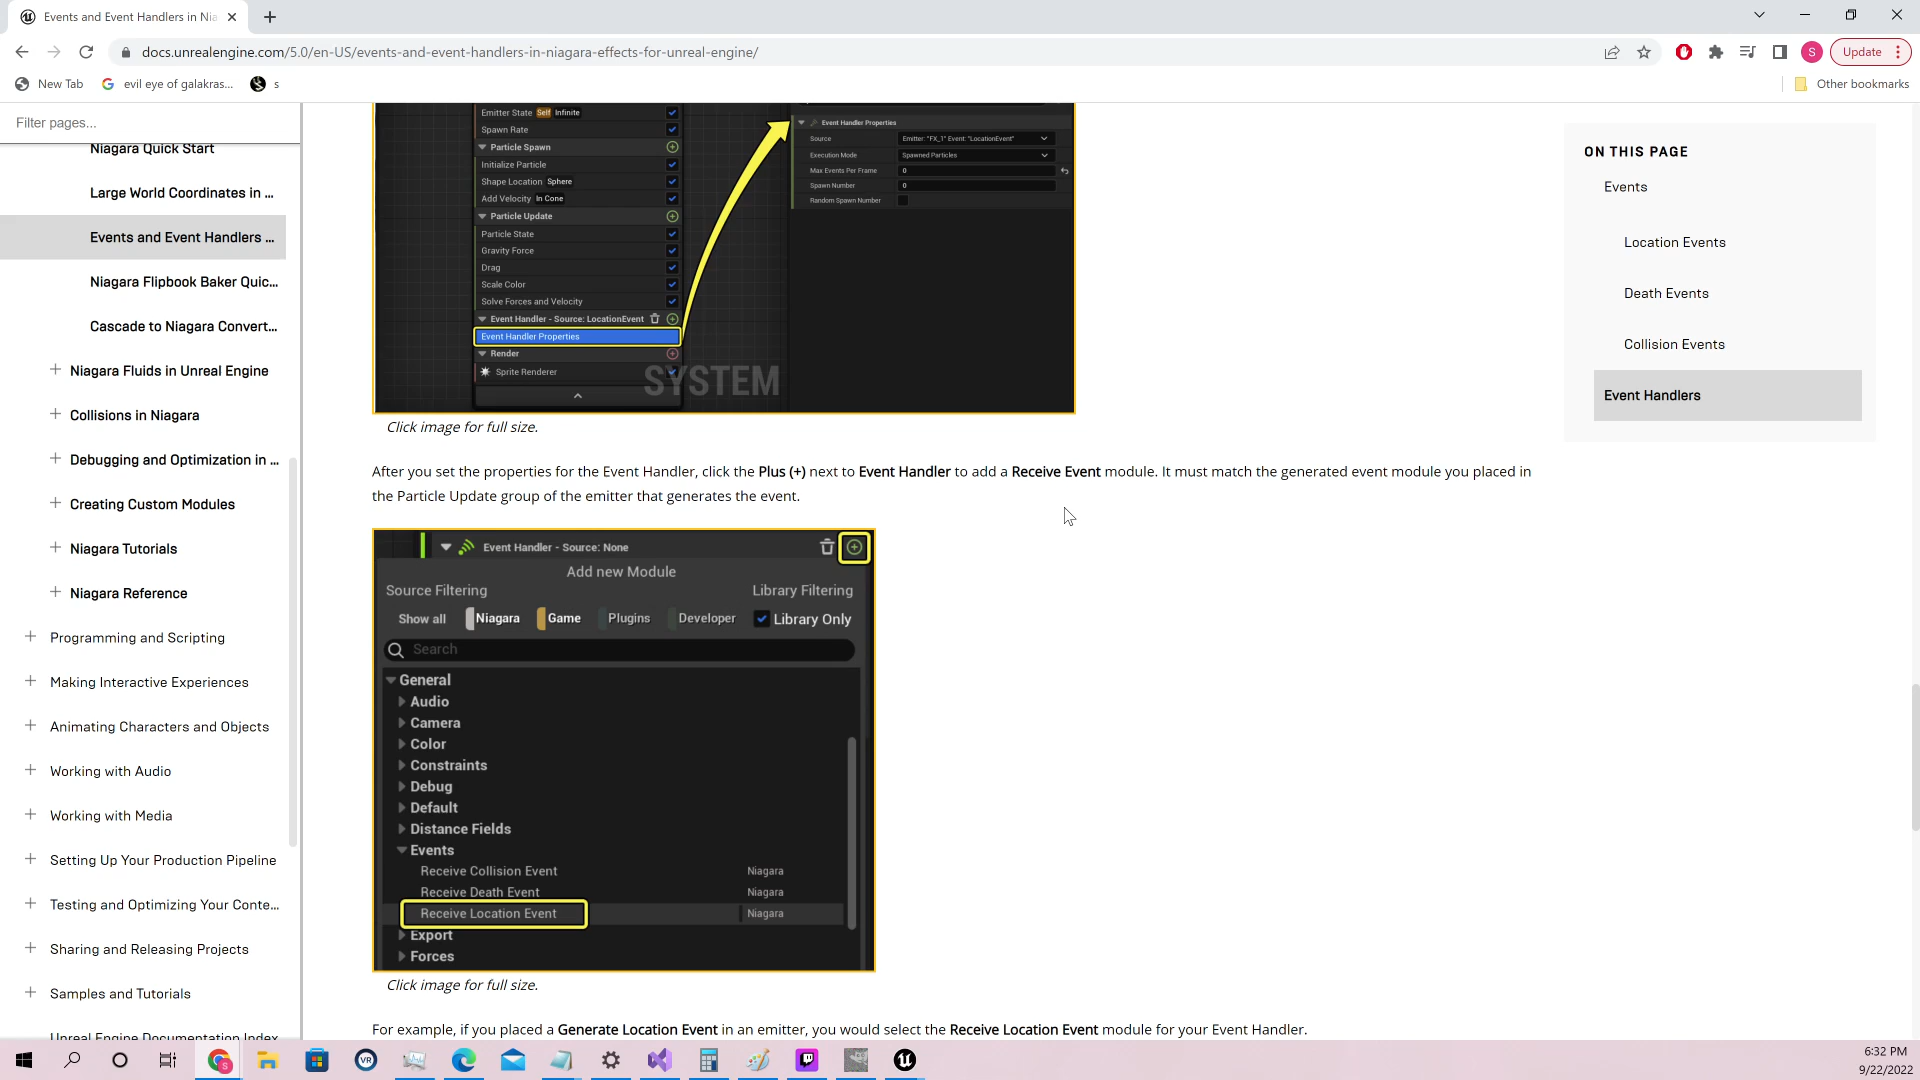 Events and Event Handlers in Nia
docs.unrealengine.com/5.0/en-US/events-and-event-handlers-in-niagara-effects-for-unreal-engine/
S
Update
New Tab
evil eye of galakras...
s
Other bookmarks
Filter pages...
Niagara Quick Start
Large World Coordinates in ...
Events and Event Handlers ...
Niagara Flipbook Baker Quic...
Cascade to Niagara Convert...
Niagara Fluids in Unreal Engine
Collisions in Niagara
Debugging and Optimization in ...
Creating Custom Modules
Niagara Tutorials
Niagara Reference
Programming and Scripting
Making Interactive Experiences
Animating Characters and Objects
Working with Audio
Working with Media
Setting Up Your Production Pipeline
Testing and Optimizing Your Conte...
Sharing and Releasing Projects
Samples and Tutorials
Unreal Engine Documentation Index
Emitter State Self Infinite
Spawn Rate
Particle Spawn
Initialize Particle
Shape Location Sphere
Add Velocity In Cone
Particle Update
Particle State
Gravity Force
Drag
Scale Color
Solve Forces and Velocity
Event Handler - Source: LocationEvent
Event Handler Properties
Render
Sprite Renderer
SYSTEM
Event Handler Properties
Source Emitter: "FX_1" Event: "LocationEvent"
Execution Mode Spawned Particles
Max Events Per Frame 0
Spawn Number 0
Random Spawn Number
Click image for full size.
After you set the properties for the Event Handler, click the Plus (+) next to Event Handler to add a Receive Event module. It must match the generated event module you placed in
the Particle Update group of the emitter that generates the event.
Event Handler - Source: None
Add new Module
Source Filtering Library Filtering
Show all Niagara Game Plugins Developer Library Only
Search
General
Audio
Camera
Color
Constraints
Debug
Default
Distance Fields
Events
Receive Collision Event Niagara
Receive Death Event Niagara
Receive Location Event Niagara
Export
Forces
Click image for full size.
For example, if you placed a Generate Location Event in an emitter, you would select the Receive Location Event module for your Event Handler.
ON THIS PAGE
Events
Location Events
Death Events
Collision Events
Event Handlers
VR
S
6:32 PM
9/22/2022